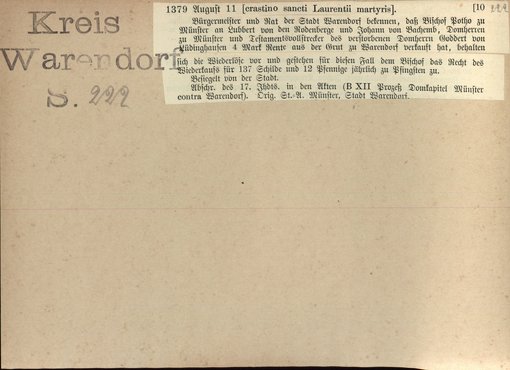 Kreis
Warendorf
S. 222
1379 August 11 [crastino sancti Laurentii martyris]. [10
Bürgermeister und Rat der Stadt Warendorf bekennen, daß Bischof Potho zu
Münster an Lubbert von den Rodenberge und Johann von Bachemb, Domherren
zu Münster und Testamentsvollstrecker des verstorbenen Domherrn Goddert von
Lüdinghausen 4 Mark Rente aus der Grut zu Warendorf verkauft hat, behalten
sich die Wiederlöse vor und gestehen für diesen Fall dem Bischof das Recht des
Wiederkaufs für 137 Schilde und 12 Pfennige jährlich zu Pfingsten zu.
Besiegelt von der Stadt.
Abschr. des 17. Jhdts. in den Akten (B XII Prozeß Domkapitel Münster
contra Warendorf). Orig. St.-A. Münster, Stadt Warendorf.